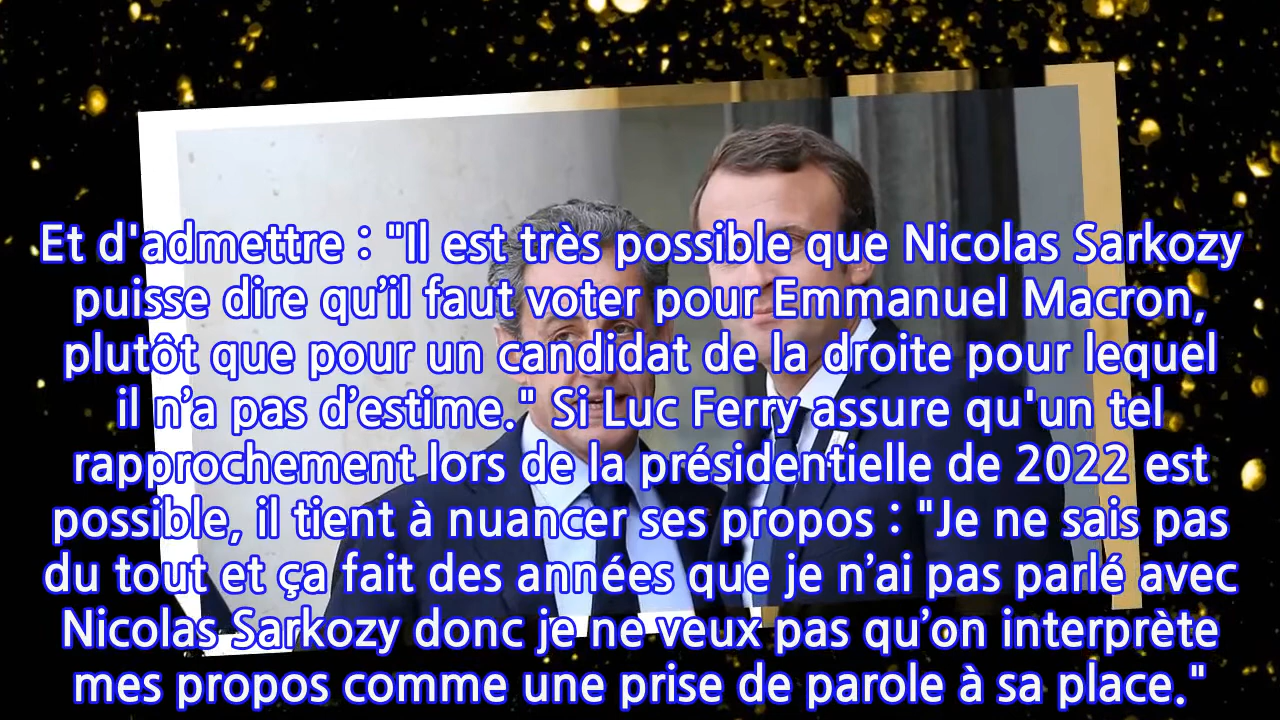 Et d'admettre : "Il est très possible que Nicolas Sarkozy
puisse dire qu’il faut voter pour Emmanuel Macron,
plutôt que pour un candidat de la droite pour lequel
il n’a pas d’estime." Si Luc Ferry assure qu'un tel
rapprochement lors de la présidentielle de 2022 est
possible, il tient à nuancer ses propos : "Je ne sais pas
du tout et ça fait des années que je n’ai pas parlé avec
Nicolas Sarkozy donc je ne veux pas qu’on interprète
mes propos comme une prise de parole à sa place."